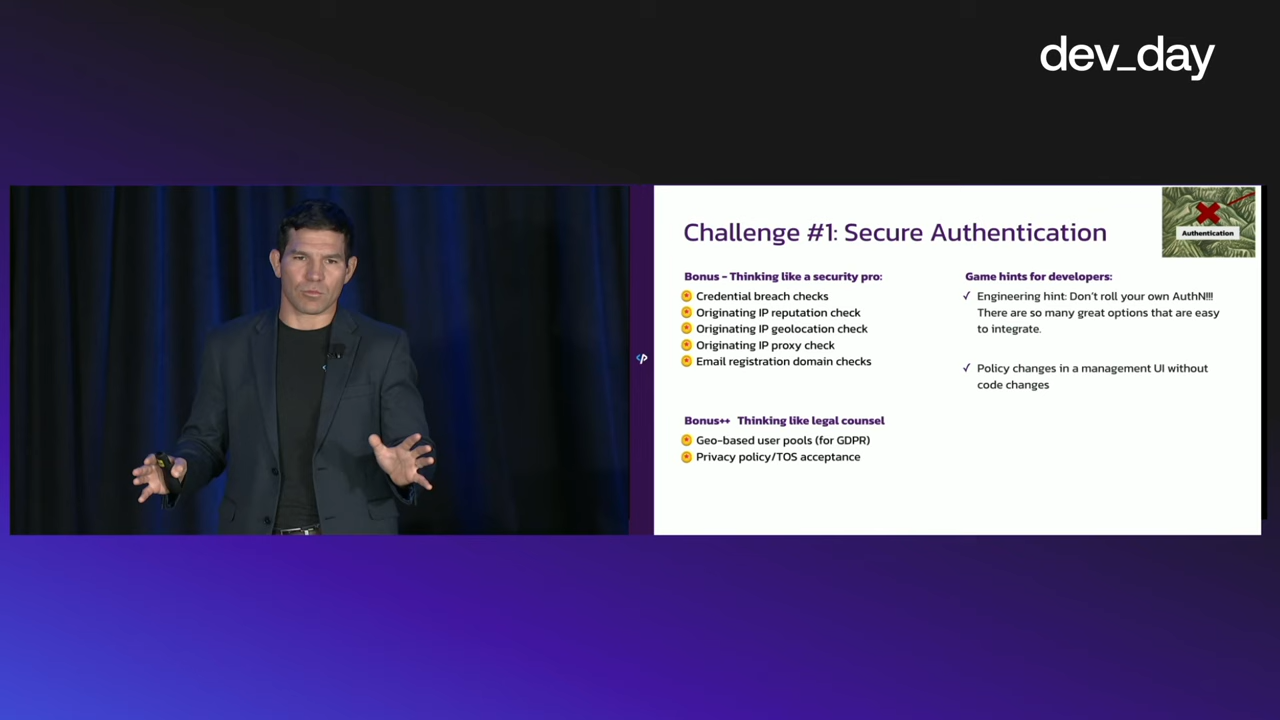 dev_day
Challenge #1: Secure Authentication
Authentication
Bonus - Thinking like a security pro:
Credential breach checks
Originating IP reputation check
Originating IP geolocation check
Originating IP proxy check
Email registration domain checks
Bonus++ Thinking like legal counsel
Geo-based user pools (for GDPR)
Privacy policy/TOS acceptance
Game hints for developers:
✓ Engineering hint: Don't roll your own AuthN!!!
There are so many great options that are easy
to integrate.
✓ Policy changes in a management UI without
code changes